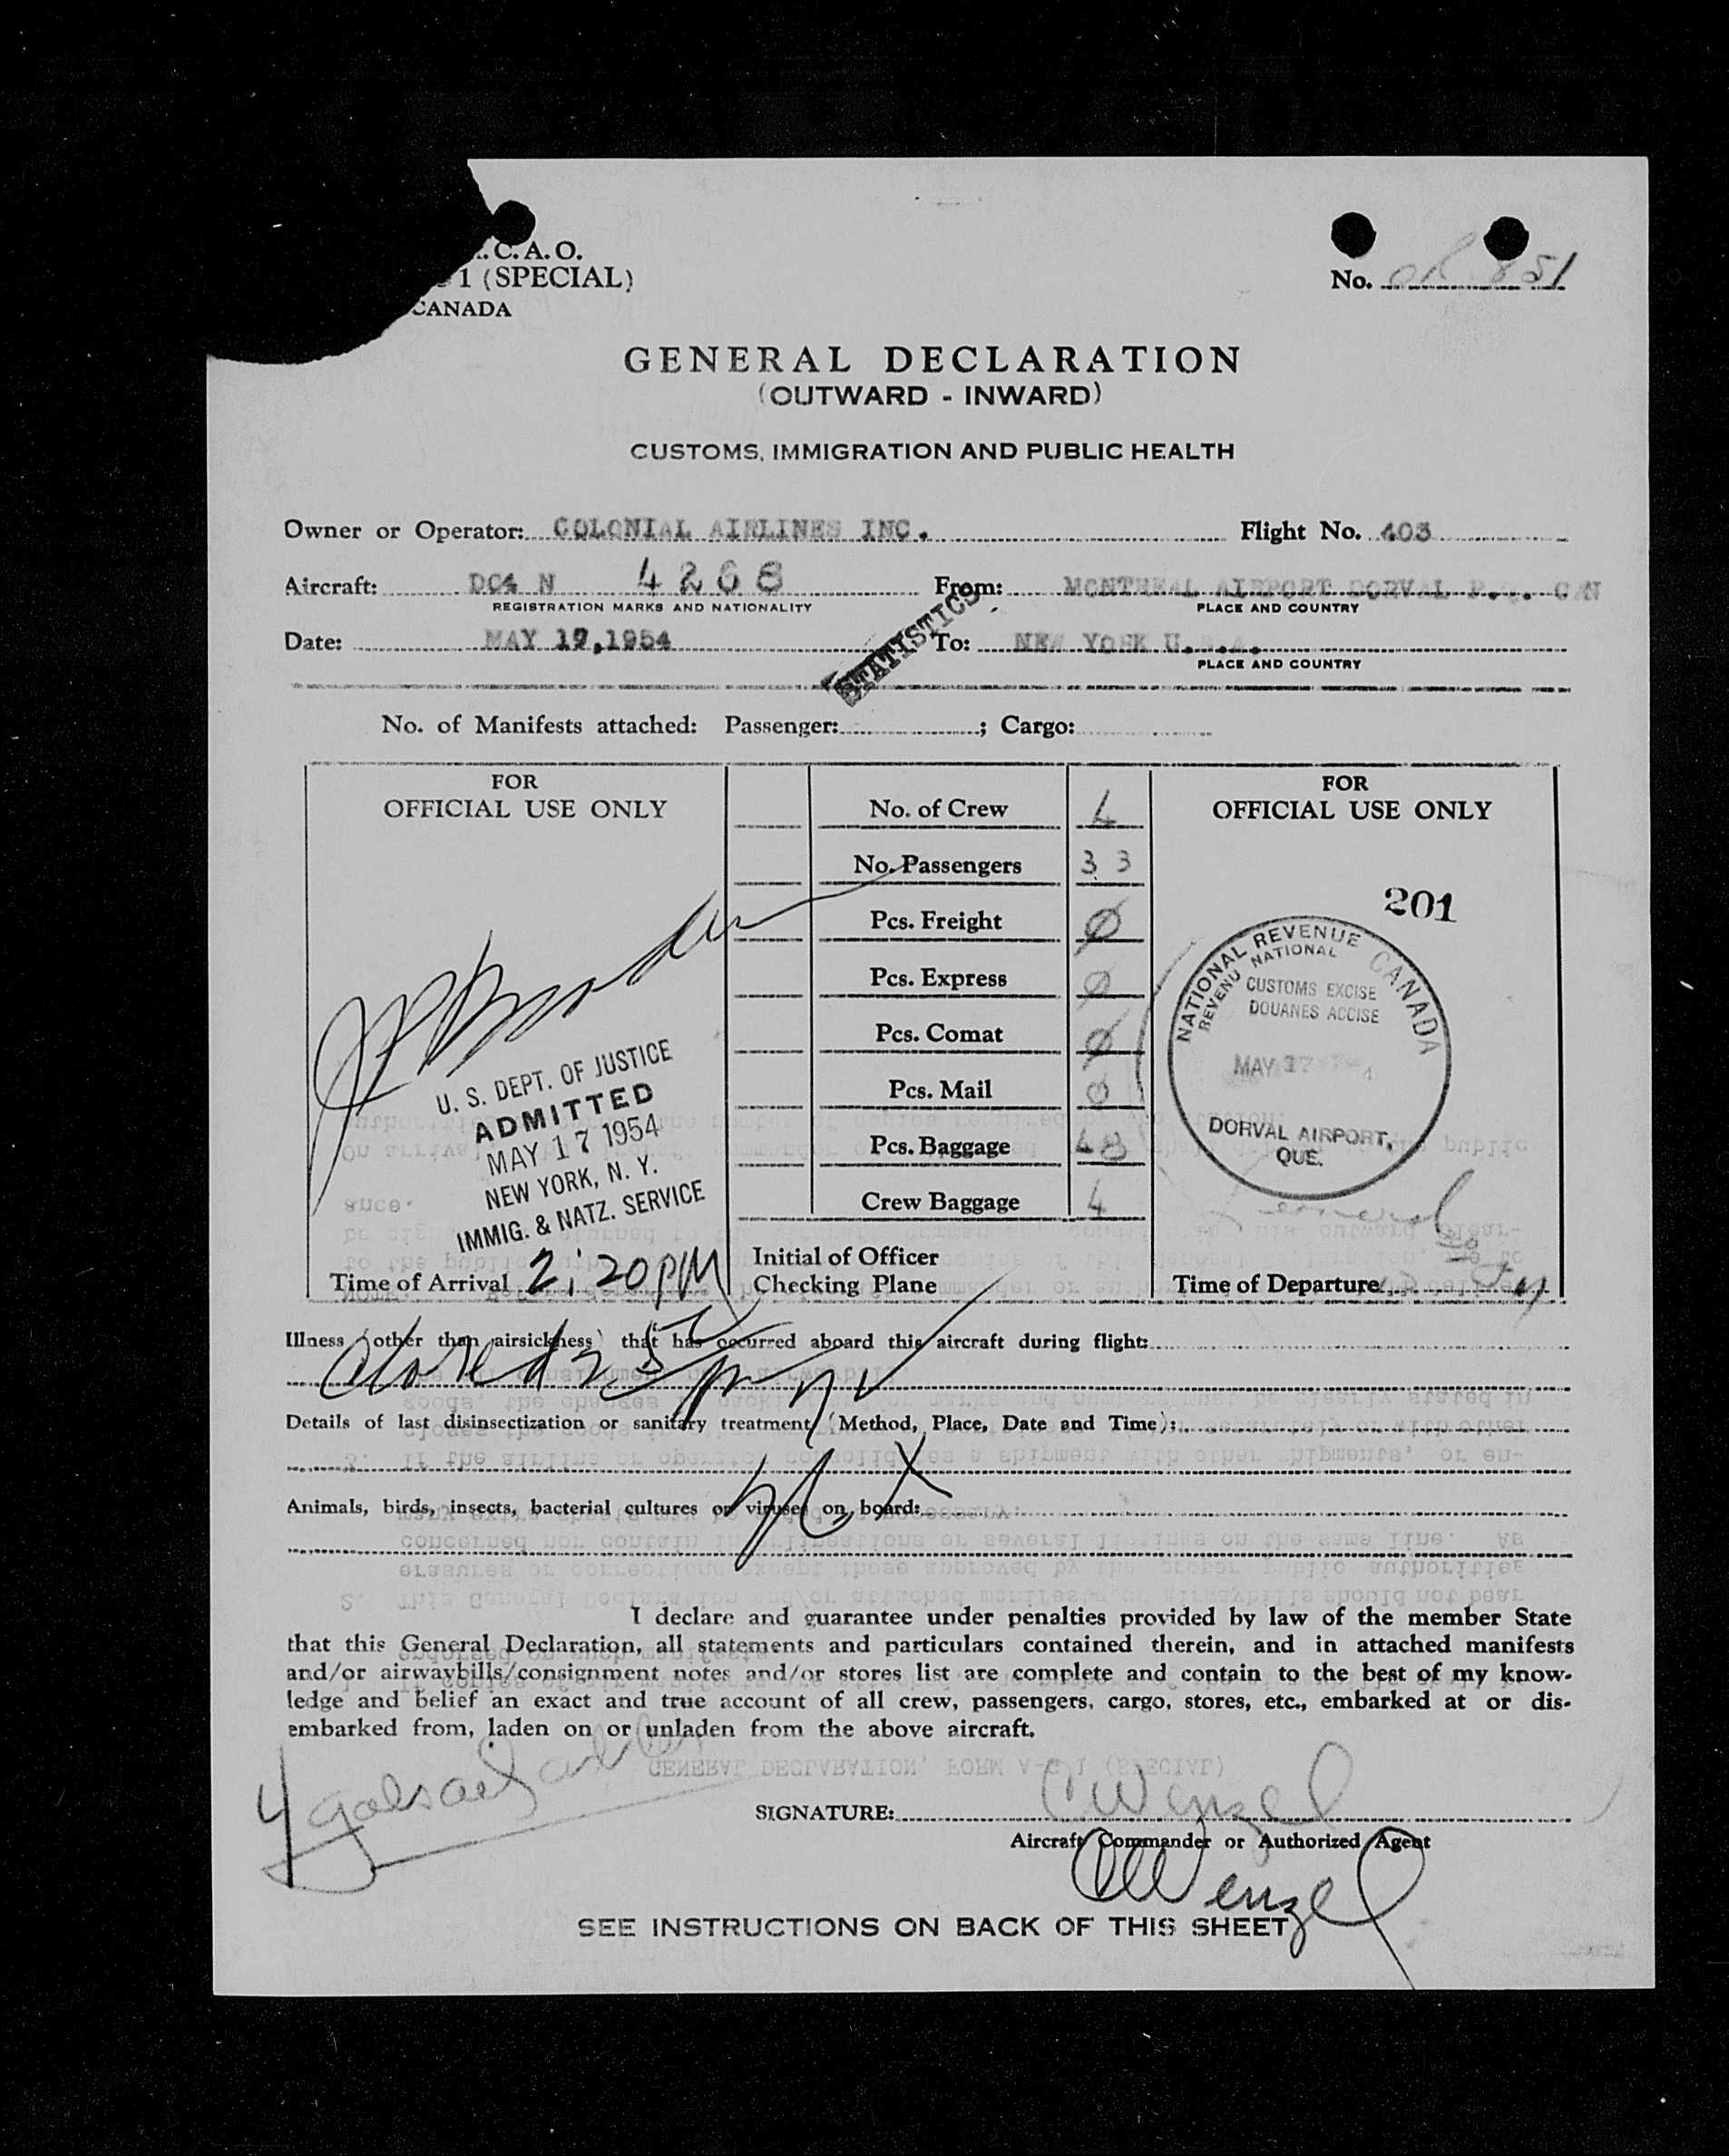 .C. A. O.
1 (SPECIAL)
CANADA
No. 851
GENERAL DECLARATION
(OUTWARD - INWARD)
CUSTOMS, IMMIGRATION AND PUBLIC HEALTH
Owner or Operator: COLONIAL AIRLINES INC. Flight No. 403
Aircraft: DC4 N 4268 From: MONTREAL AIRPORT DORVAL P.Q. CAN
REGISTRATION MARKS AND NATIONALITY PLACE AND COUNTRY
Date: MAY 17,1954 To: NEW YORK U.S.A.
PLACE AND COUNTRY
STATISTICS
No. of Manifests attached: Passenger: ; Cargo:
FOR
OFFICIAL USE ONLY
No. of Crew 4
No. Passengers 33
Pcs. Freight Ø
Pcs. Express Ø
Pcs. Comat Ø
Pcs. Mail Ø
Pcs. Baggage 48
Crew Baggage 4
Initial of Officer
Checking Plane
FOR
OFFICIAL USE ONLY
201
NATIONAL REVENUE CANADA
REVENU NATIONAL
CUSTOMS EXCISE
DOUANES ACCISE
MAY 17
DORVAL AIRPORT,
QUE.
Time of Departure
U. S. DEPT. OF JUSTICE
ADMITTED
MAY 17 1954
NEW YORK, N. Y.
IMMIG. & NATZ. SERVICE
Time of Arrival 2:20 PM
Illness (other than airsickness) that has occurred aboard this aircraft during flight:
Details of last disinsectization or sanitary treatment (Method, Place, Date and Time):
Animals, birds, insects, bacterial cultures or viruses on board:
I declare and guarantee under penalties provided by law of the member State
that this General Declaration, all statements and particulars contained therein, and in attached manifests
and/or airwaybills/consignment notes and/or stores list are complete and contain to the best of my know-
ledge and belief an exact and true account of all crew, passengers, cargo, stores, etc., embarked at or dis-
embarked from, laden on or unladen from the above aircraft.
SIGNATURE: C Wenzel
Aircraft Commander or Authorized Agent
C Wenzel
SEE INSTRUCTIONS ON BACK OF THIS SHEET